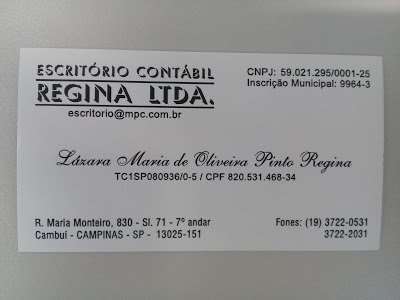 ESCRITÓRIO CONTÁBIL
REGINA LTDA.
escritorio@mpc.com.br
CNPJ: 59.021.295/0001-25
Inscrição Municipal: 9964-3
Lázara Maria de Oliveira Pinto Regina
TC1SP080936/0-5 / CPF 820.531.468-34
R. Maria Monteiro, 830 - Sl. 71 - 7º andar
Cambuí - CAMPINAS - SP - 13025-151
Fones: (19) 3722-0531
3722-2031